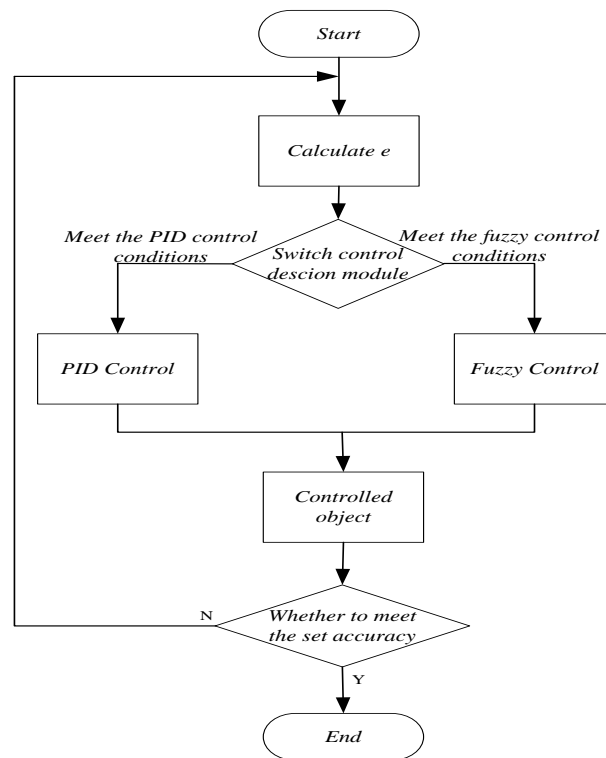 Start
Calculate e
Meet the PID control
conditions
Switch control
descion module
Meet the fuzzy control
conditions
PID Control
Fuzzy Control
Controlled
object
N
Whether to meet
the set accuracy
Y
End